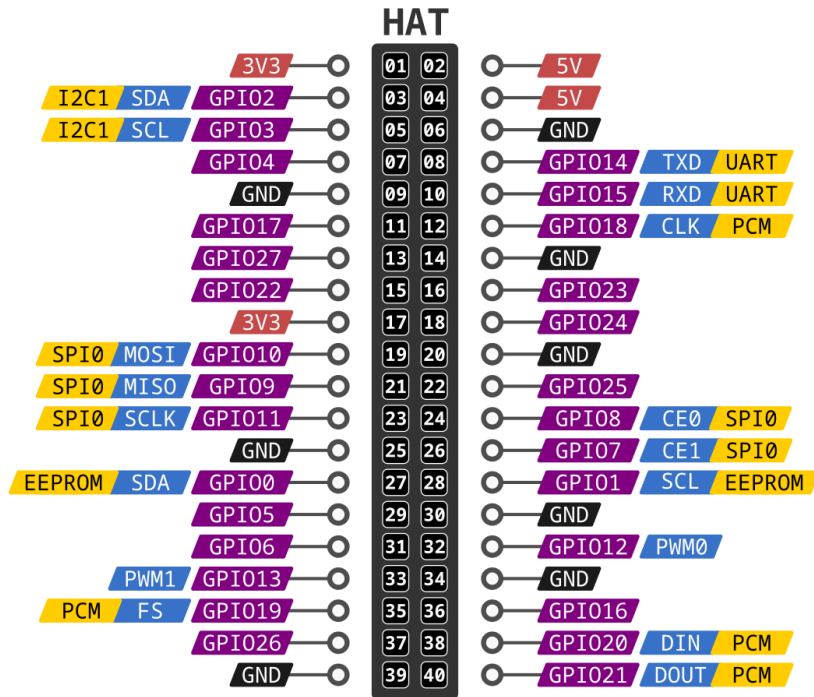 HAT
3V3 01 02 5V
I2C1 SDA GPIO2 03 04 5V
I2C1 SCL GPIO3 05 06 GND
GPIO4 07 08 GPIO14 TXD UART
GND 09 10 GPIO15 RXD UART
GPIO17 11 12 GPIO18 CLK PCM
GPIO27 13 14 GND
GPIO22 15 16 GPIO23
3V3 17 18 GPIO24
SPI0 MOSI GPIO10 19 20 GND
SPI0 MISO GPIO9 21 22 GPIO25
SPI0 SCLK GPIO11 23 24 GPIO8 CE0 SPI0
GND 25 26 GPIO7 CE1 SPI0
EEPROM SDA GPIO0 27 28 GPIO1 SCL EEPROM
GPIO5 29 30 GND
GPIO6 31 32 GPIO12 PWM0
PWM1 GPIO13 33 34 GND
PCM FS GPIO19 35 36 GPIO16
GPIO26 37 38 GPIO20 DIN PCM
GND 39 40 GPIO21 DOUT PCM